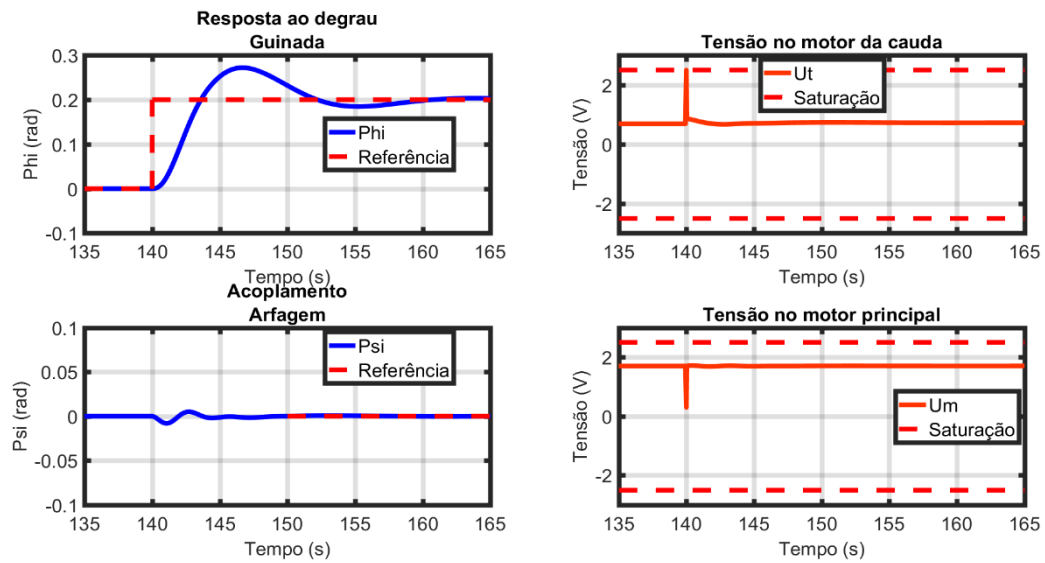 Resposta ao degrau
Guinada
0.3
0.2
0.1
0
-0.1
Phi (rad)
Phi
Referência
135 140 145 150 155 160 165
Tempo (s)
Tensão no motor da cauda
2
0
-2
Tensão (V)
Ut
Saturação
135 140 145 150 155 160 165
Tempo (s)
Acoplamento
Arfagem
0.1
0.05
0
-0.05
-0.1
Psi (rad)
Psi
Referência
135 140 145 150 155 160 165
Tempo (s)
Tensão no motor principal
2
0
-2
Tensão (V)
Um
Saturação
135 140 145 150 155 160 165
Tempo (s)